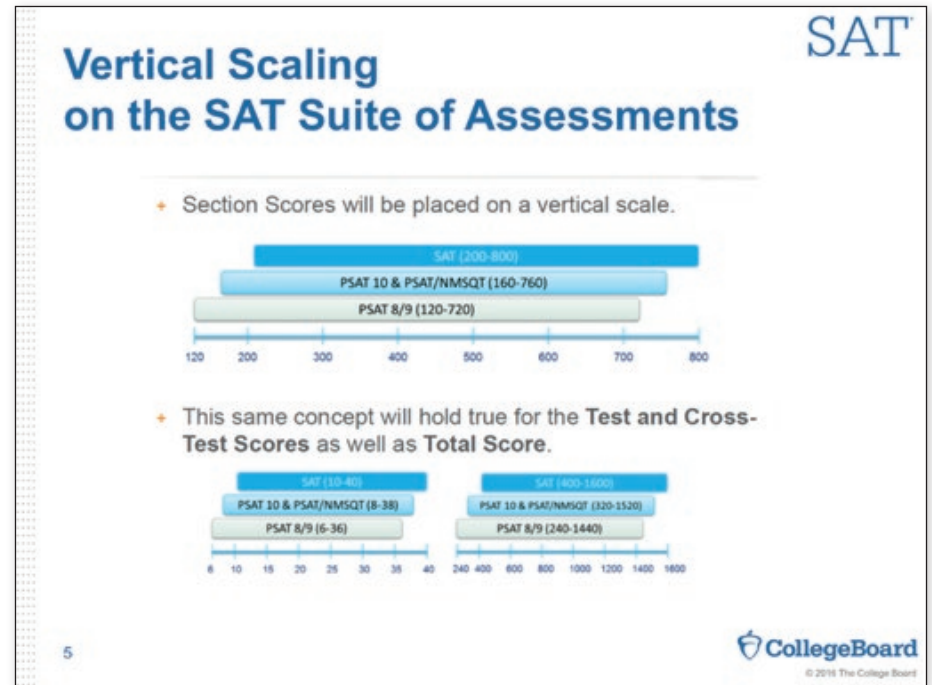 SAT
Vertical Scaling
on the SAT Suite of Assessments
+ Section Scores will be placed on a vertical scale.
SAT (200-800)
PSAT 10 & PSAT/NMSQT (160-760)
PSAT 8/9 (120-720)
120 200 300 400 500 600 700 800
+ This same concept will hold true for the Test and Cross-
Test Scores as well as Total Score.
SAT (10-40)
PSAT 10 & PSAT/NMSQT (8-38)
PSAT 8/9 (6-36)
6 10 15 20 25 30 35 40
SAT (400-1600)
PSAT 10 & PSAT/NMSQT (320-1520)
PSAT 8/9 (240-1440)
240 400 600 800 1000 1200 1400 1600
5
CollegeBoard
© 2016 The College Board